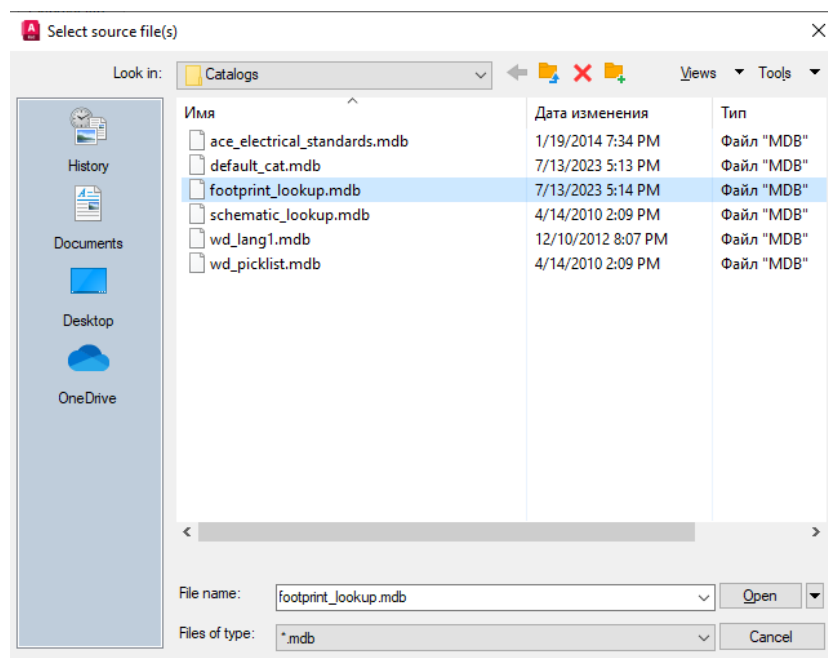 Select source file(s)
Look in: Catalogs Views Tools
Имя Дата изменения Тип
ace_electrical_standards.mdb 1/19/2014 7:34 PM Файл "MDB"
default_cat.mdb 7/13/2023 5:13 PM Файл "MDB"
footprint_lookup.mdb 7/13/2023 5:14 PM Файл "MDB"
schematic_lookup.mdb 4/14/2010 2:09 PM Файл "MDB"
wd_lang1.mdb 12/10/2012 8:07 PM Файл "MDB"
wd_picklist.mdb 4/14/2010 2:09 PM Файл "MDB"
History
Documents
Desktop
OneDrive
File name: footprint_lookup.mdb Open
Files of type: *.mdb Cancel